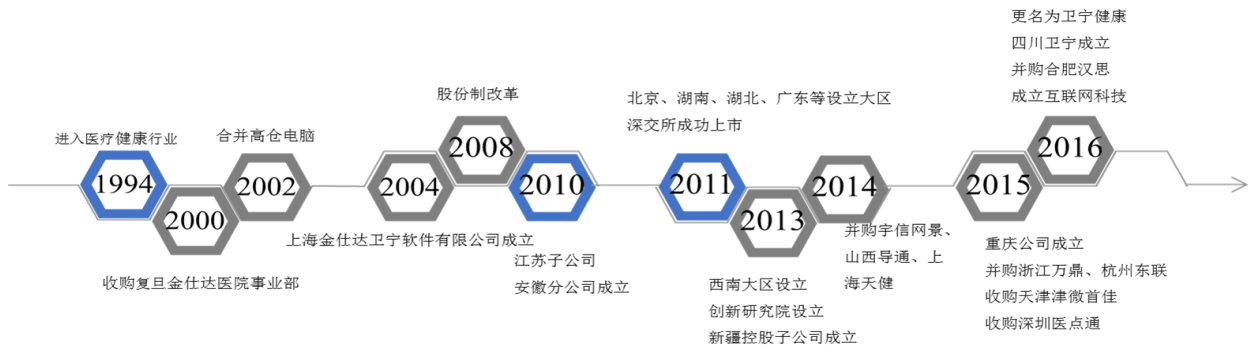 进入医疗健康行业
1994
2000
收购复旦金仕达医院事业部
合并高仓电脑
2002
2004
上海金仕达卫宁软件有限公司成立
股份制改革
2008
2010
江苏子公司
安徽分公司成立
北京、湖南、湖北、广东等设立大区
深交所成功上市
2011
2013
西南大区设立
创新研究院设立
新疆控股子公司成立
2014
并购宇信网景、
山西导通、上
海天健
2015
重庆公司成立
并购浙江万鼎、杭州东联
收购天津津微首佳
收购深圳医点通
更名为卫宁健康
四川卫宁成立
并购合肥汉思
成立互联网科技
2016